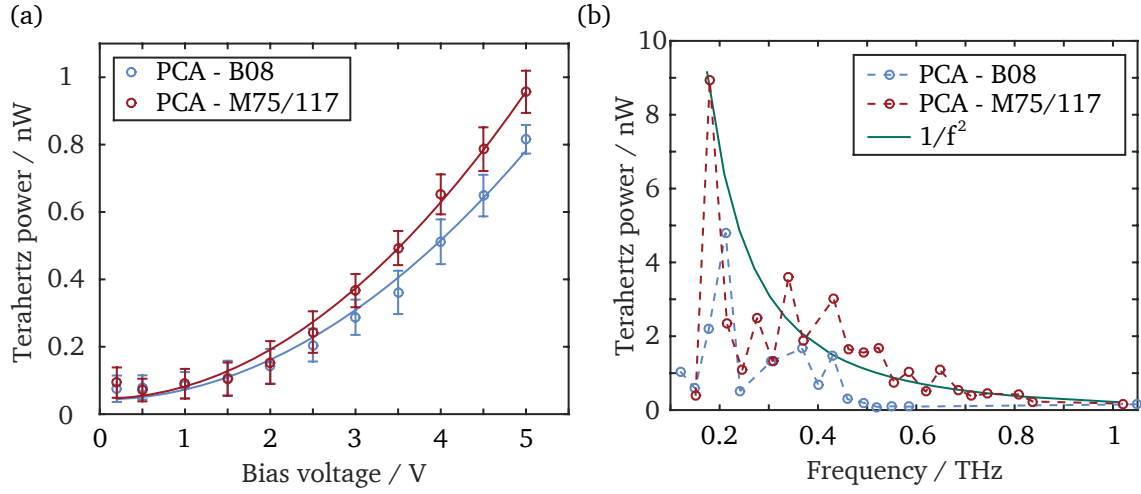 (a)
Terahertz power / nW
1
0.8
0.6
0.4
0.2
0
PCA - B08
PCA - M75/117
0 1 2 3 4 5
Bias voltage / V
(b)
Terahertz power / nW
10
8
6
4
2
0
PCA - B08
PCA - M75/117
1/f²
0.2 0.4 0.6 0.8 1
Frequency / THz